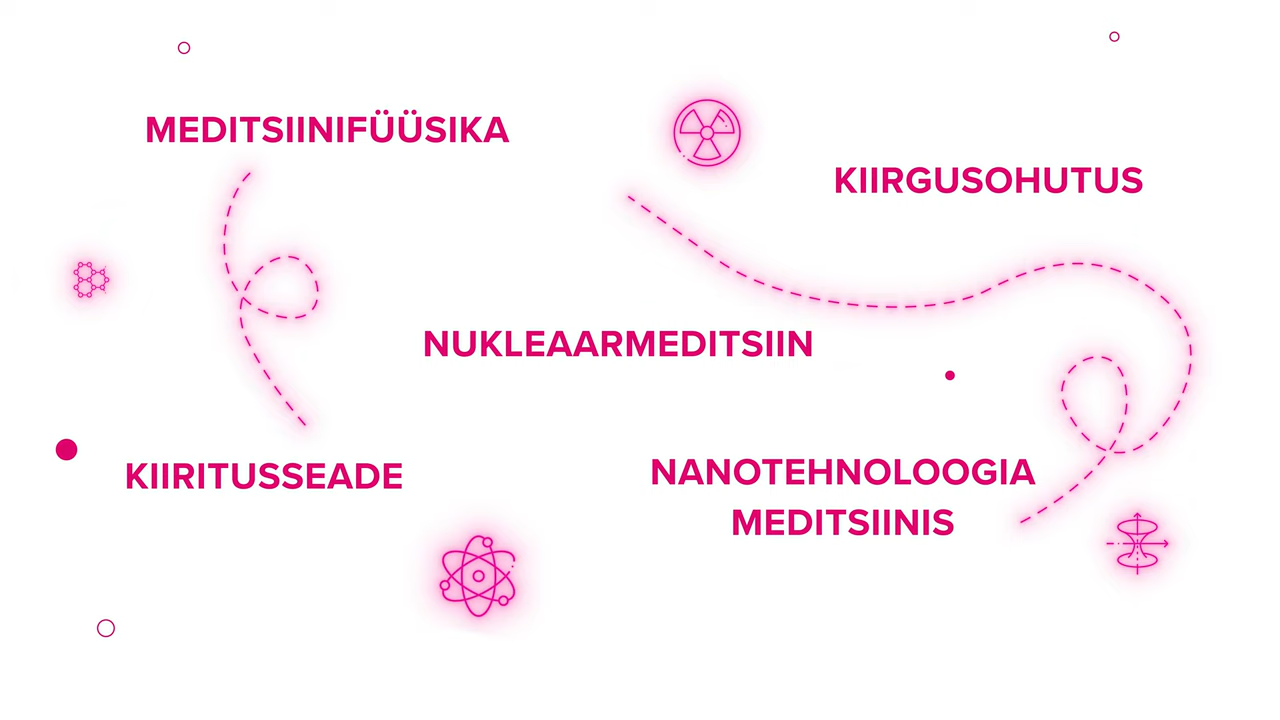 MEDITSIINIFÜÜSIKA
KIIRGUSOHUTUS
NUKLEAARMEDITSIIN
KIIRITUSSEADE
NANOTEHNOLOOGIA
MEDITSIINIS